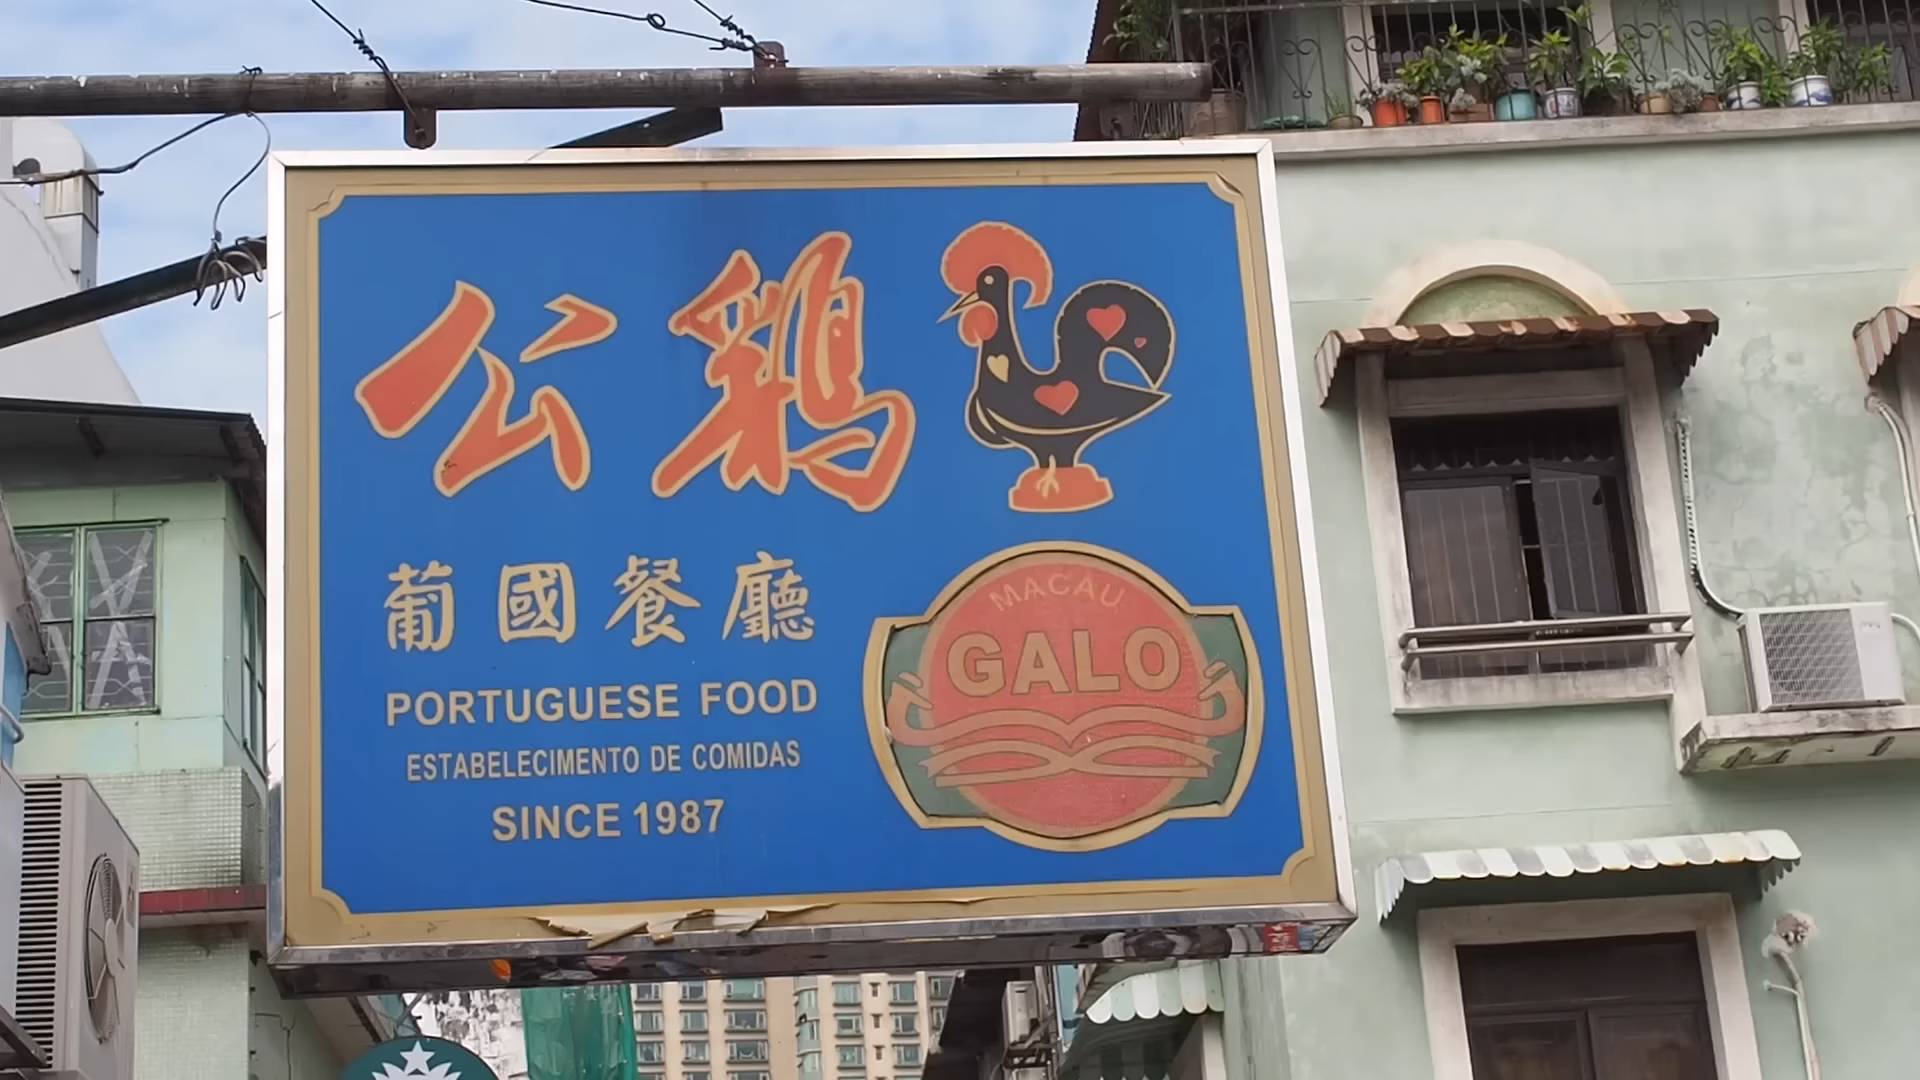 公鷄
葡國餐廳
PORTUGUESE FOOD
ESTABELECIMENTO DE COMIDAS
SINCE 1987
MACAU
GALO